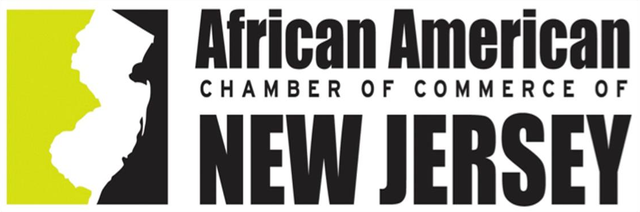 African American
CHAMBER OF COMMERCE OF
NEW JERSEY